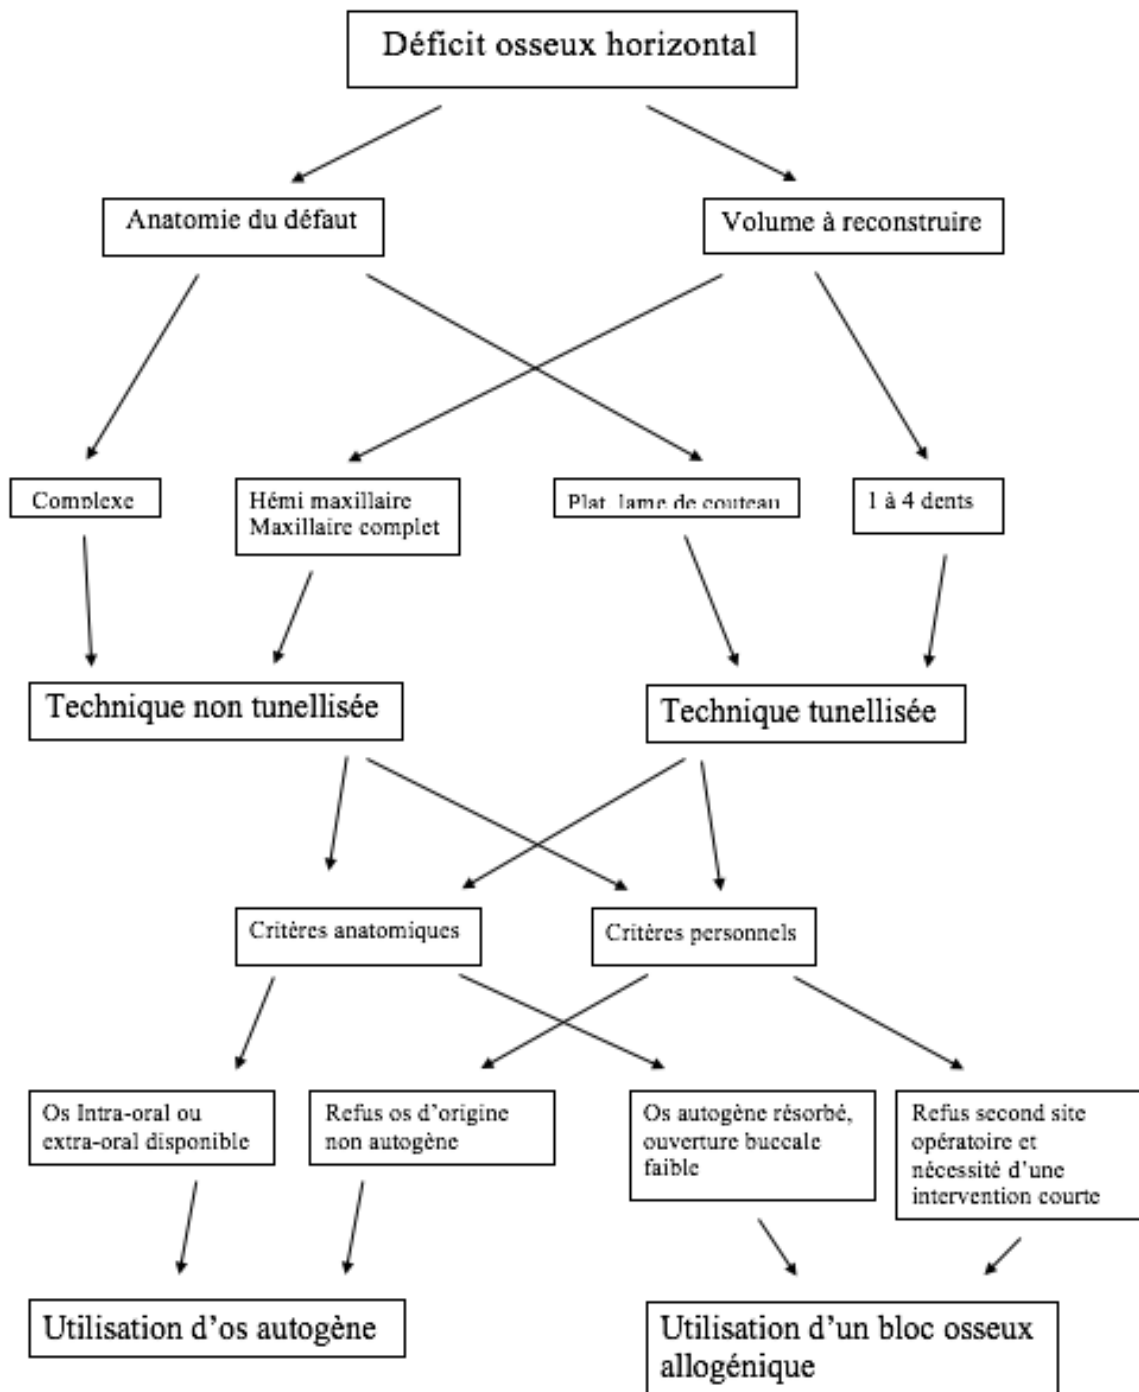 Déficit osseux horizontal
Anatomie du défaut
Volume à reconstruire
Complexe
Hémi maxillaire
Maxillaire complet
Plat, lame de couteau
1 à 4 dents
Technique non tunellisée
Technique tunellisée
Critères anatomiques
Critères personnels
Os Intra-oral ou
extra-oral disponible
Refus os d'origine
non autogène
Os autogène résorbé,
ouverture buccale
faible
Refus second site
opératoire et
nécessité d'une
intervention courte
Utilisation d'os autogène
Utilisation d'un bloc osseux
allogénique